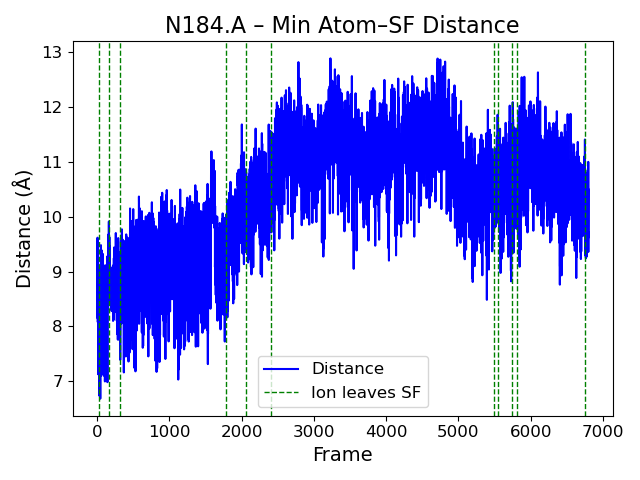 N184.A – Min Atom–SF Distance
13
12
11
10
9
8
7
Distance (Å)
Distance
Ion leaves SF
0 1000 2000 3000 4000 5000 6000 7000
Frame